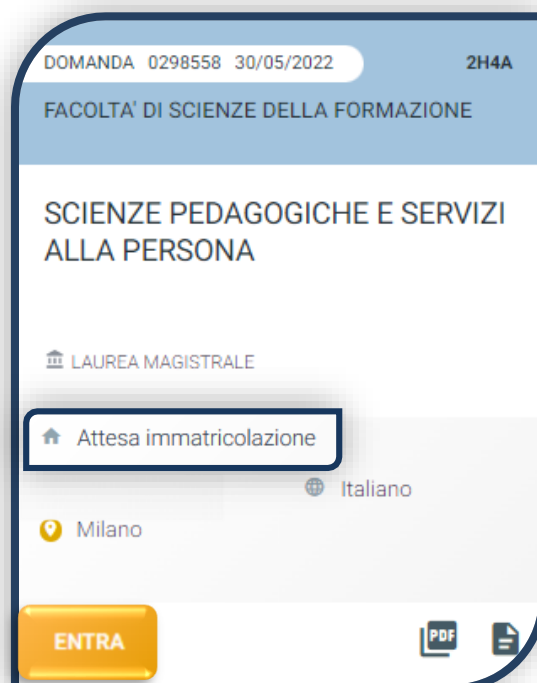 DOMANDA 0298558 30/05/2022 2H4A
FACOLTA' DI SCIENZE DELLA FORMAZIONE
SCIENZE PEDAGOGICHE E SERVIZI
ALLA PERSONA
LAUREA MAGISTRALE
Attesa immatricolazione
Italiano
Milano
ENTRA
PDF